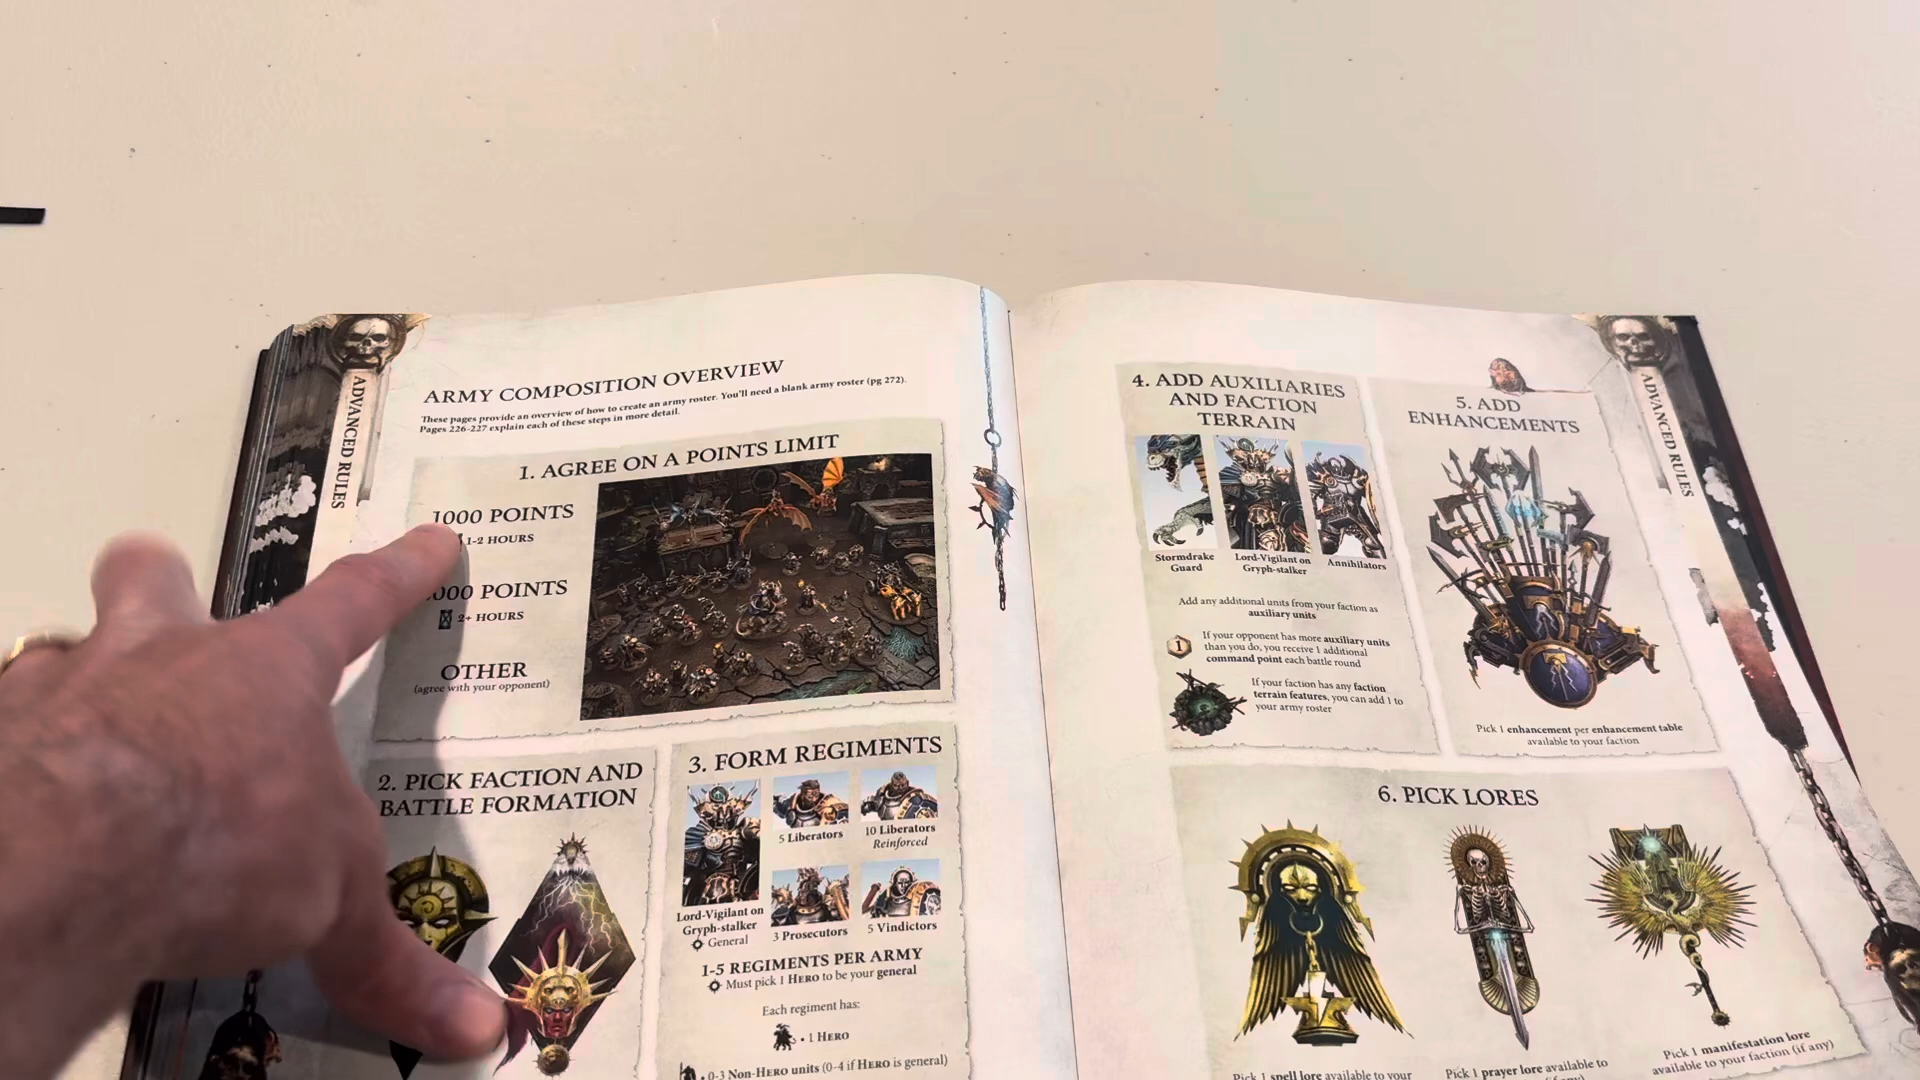 ADVANCED RULES
ARMY COMPOSITION OVERVIEW
These pages provide an overview of how to create an army roster. You'll need a blank army roster (pg 272).
Pages 226-227 explain each of these steps in more detail.
1. AGREE ON A POINTS LIMIT
1000 POINTS
1-2 HOURS
000 POINTS
2+ HOURS
OTHER
(agree with your opponent)
2. PICK FACTION AND
BATTLE FORMATION
3. FORM REGIMENTS
5 Liberators
10 Liberators
Reinforced
Lord-Vigilant on
Gryph-stalker
General
3 Prosecutors
5 Vindictors
1-5 REGIMENTS PER ARMY
Must pick 1 HERO to be your general
Each regiment has:
• 1 HERO
• 0-3 Non-HERO units (0-4 if HERO is general)
4. ADD AUXILIARIES
AND FACTION
TERRAIN
Stormdrake
Guard
Lord-Vigilant on
Gryph-stalker
Annihilators
Add any additional units from your faction as
auxiliary units
1
If your opponent has more auxiliary units
than you do, you receive 1 additional
command point each battle round
If your faction has any faction
terrain features, you can add 1 to
your army roster
5. ADD
ENHANCEMENTS
Pick 1 enhancement per enhancement table
available to your faction
6. PICK LORES
Pick 1 spell lore available to your
Pick 1 prayer lore available to
Pick 1 manifestation lore
available to your faction (if any)
ADVANCED RULES